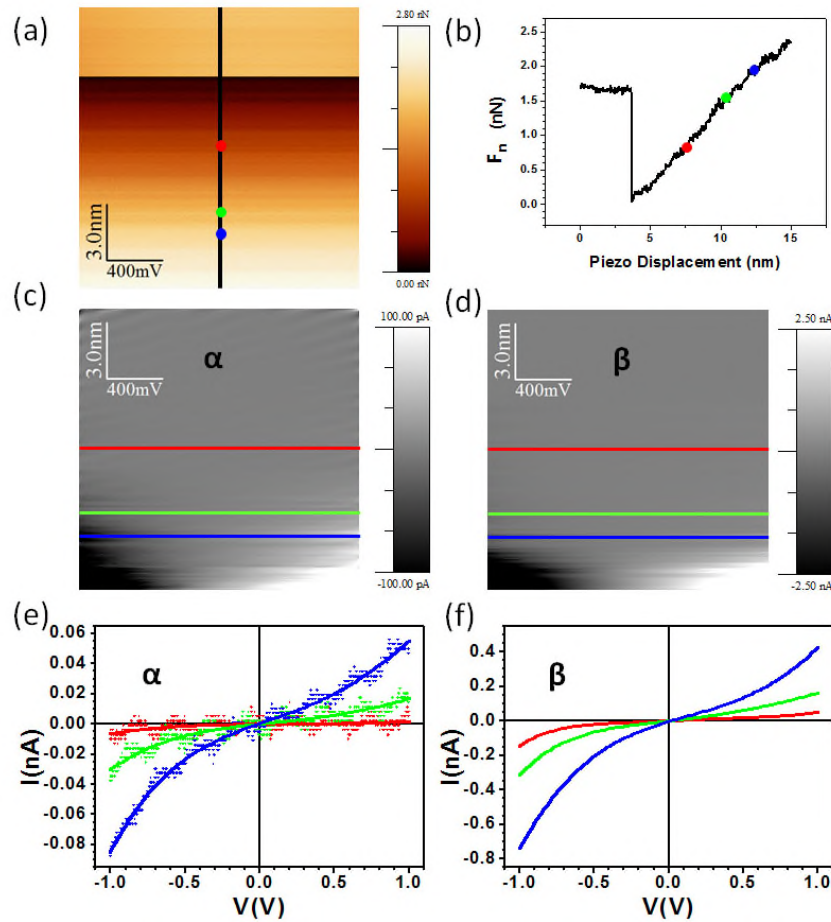 (a)
2.80 nN
3.0nm
400mV
0.00 nN
(b)
2.5
2.0
1.5
1.0
0.5
0.0
Fn (nN)
0 5 10 15
Piezo Displacement (nm)
(c)
100.00 pA
3.0nm
400mV
α
-100.00 pA
(d)
2.50 nA
3.0nm
400mV
β
-2.50 nA
(e)
0.06
0.04
0.02
0.00
-0.02
-0.04
-0.06
-0.08
I(nA)
α
-1.0 -0.5 0.0 0.5 1.0
V(V)
(f)
0.4
0.2
0.0
-0.2
-0.4
-0.6
-0.8
I(nA)
β
-1.0 -0.5 0.0 0.5 1.0
V(V)